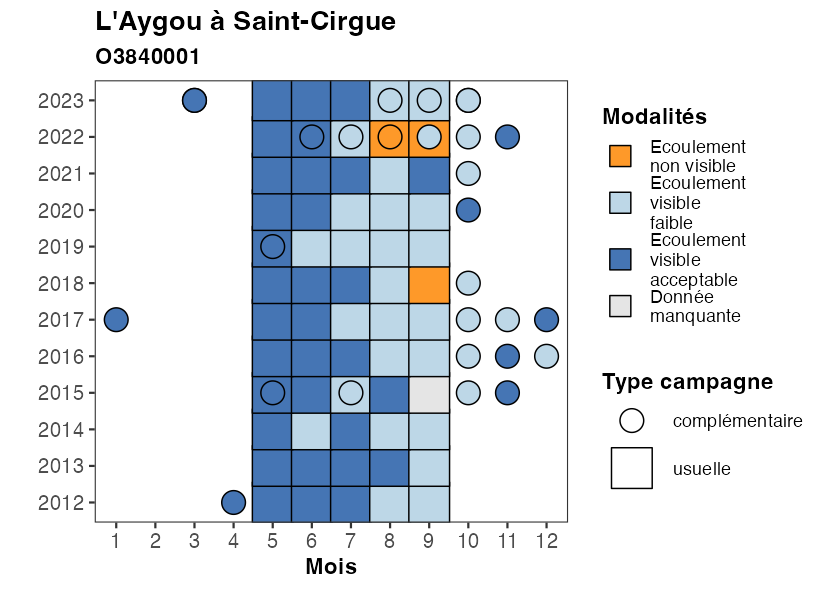 L'Aygou à Saint-Cirgue
O3840001
2023
2022
2021
2020
2019
2018
2017
2016
2015
2014
2013
2012
1 2 3 4 5 6 7 8 9 10 11 12
Mois
Modalités
Ecoulement
non visible
Ecoulement
visible
faible
Ecoulement
visible
acceptable
Donnée
manquante
Type campagne
complémentaire
usuelle